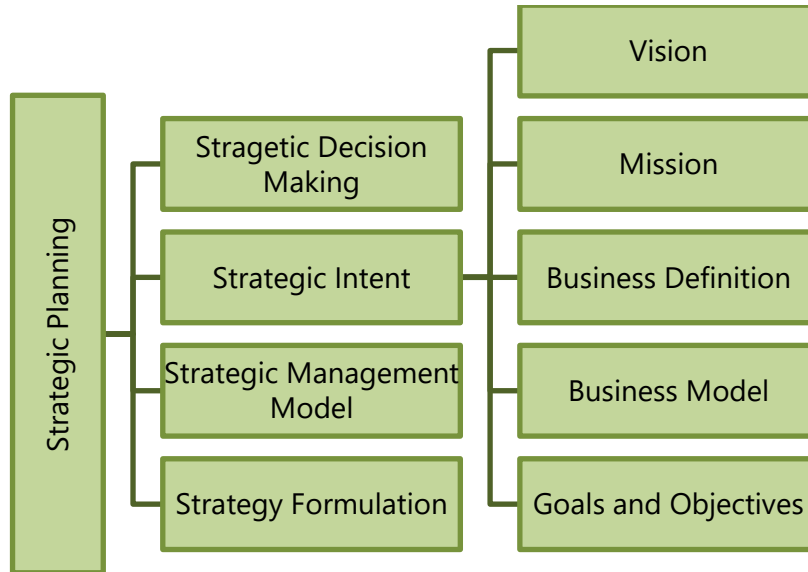 Strategic Planning
Stragetic Decision
Making
Strategic Intent
Strategic Management
Model
Strategy Formulation
Vision
Mission
Business Definition
Business Model
Goals and Objectives